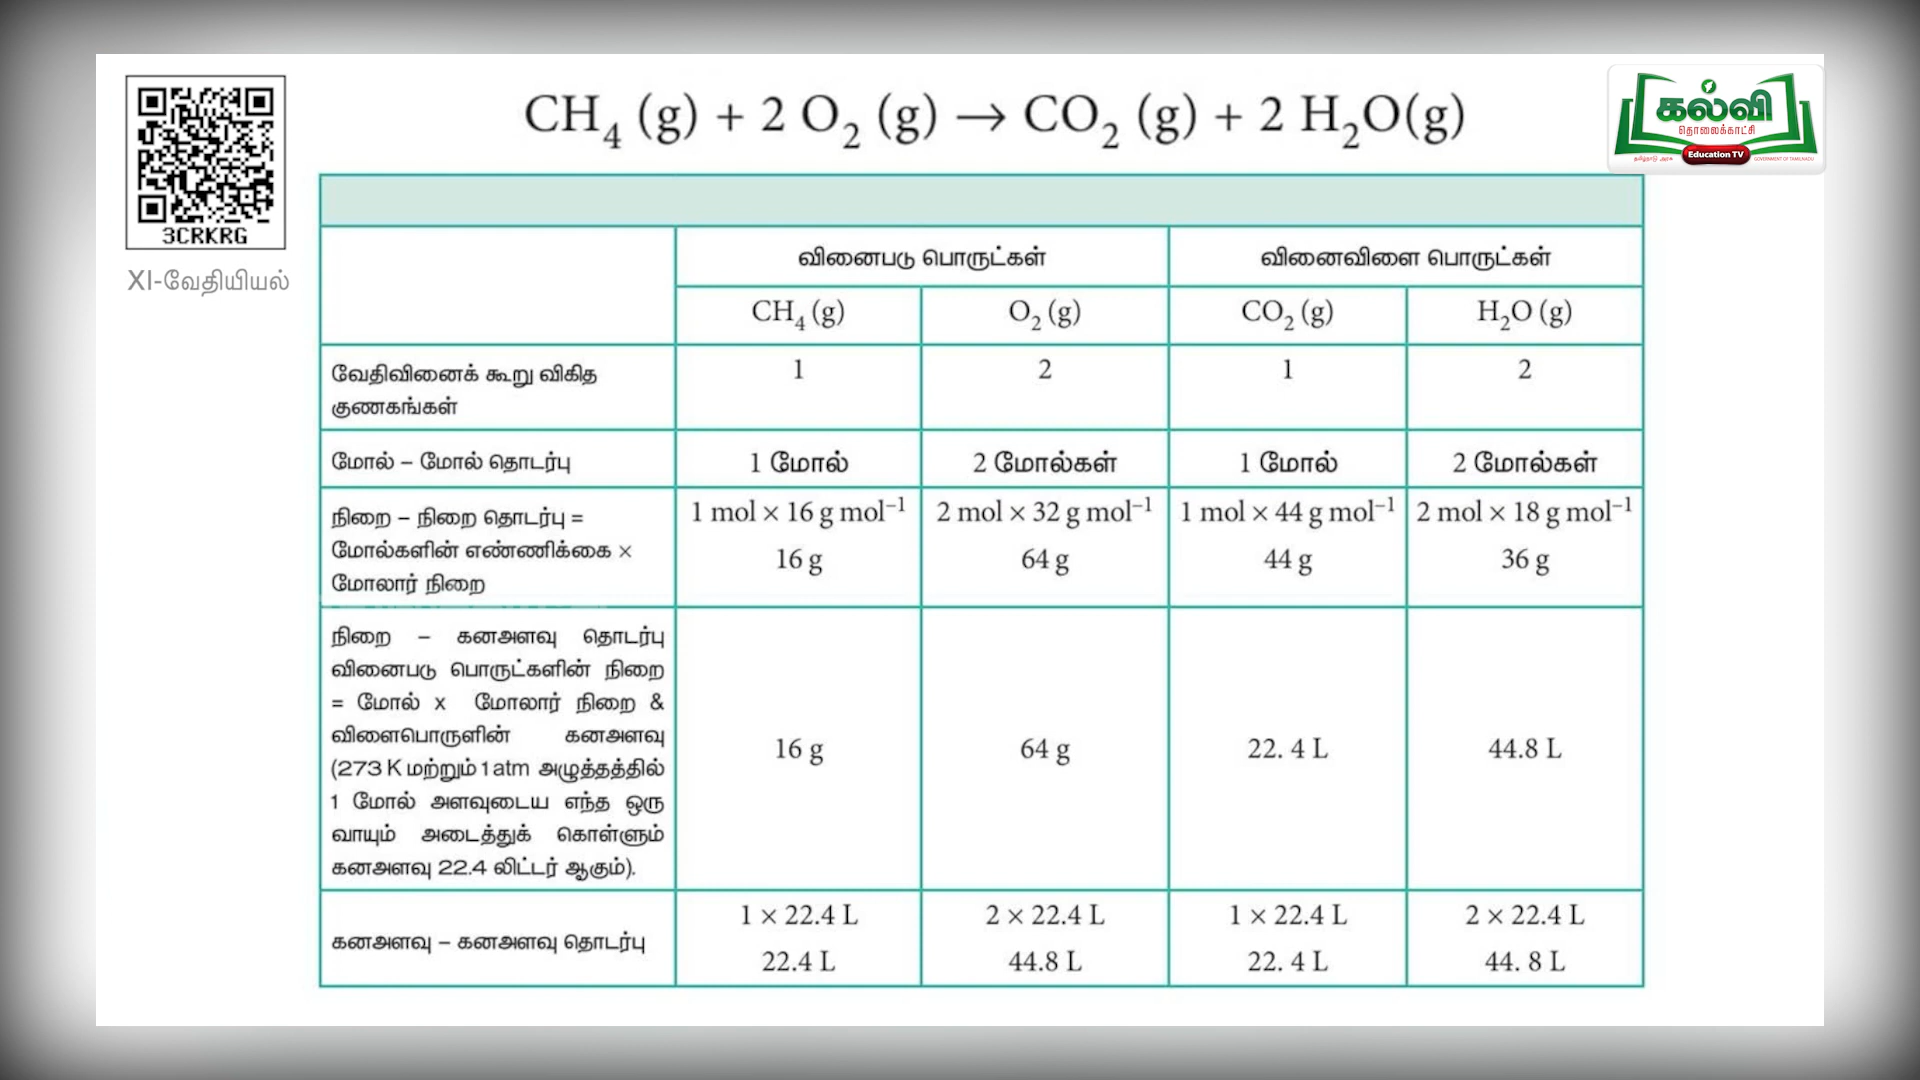 CH₄ (g) + 2 O₂ (g) → CO₂ (g) + 2 H₂O(g)
கல்வி
தொலைக்காட்சி
தமிழ்நாடு அரசு
Education TV
GOVERNMENT OF TAMILNADU
3CRKRG
XI-வேதியியல்
வினைபடு பொருட்கள்
வினைவிளை பொருட்கள்
CH₄ (g)
O₂ (g)
CO₂ (g)
H₂O (g)
வேதிவினைக் கூறு விகித
குணகங்கள்
1
2
1
2
மோல் – மோல் தொடர்பு
1 மோல்
2 மோல்கள்
1 மோல்
2 மோல்கள்
நிறை – நிறை தொடர்பு =
மோல்களின் எண்ணிக்கை ×
மோலார் நிறை
1 mol × 16 g mol⁻¹
16 g
2 mol × 32 g mol⁻¹
64 g
1 mol × 44 g mol⁻¹
44 g
2 mol × 18 g mol⁻¹
36 g
நிறை – கனஅளவு தொடர்பு
வினைபடு பொருட்களின் நிறை
= மோல் x மோலார் நிறை &
விளைபொருளின் கனஅளவு
(273 K மற்றும் 1 atm அழுத்தத்தில்
1 மோல் அளவுடைய எந்த ஒரு
வாயும் அடைத்துக் கொள்ளும்
கனஅளவு 22.4 லிட்டர் ஆகும்).
16 g
64 g
22. 4 L
44.8 L
கனஅளவு – கனஅளவு தொடர்பு
1 × 22.4 L
22.4 L
2 × 22.4 L
44.8 L
1 × 22.4 L
22. 4 L
2 × 22.4 L
44. 8 L